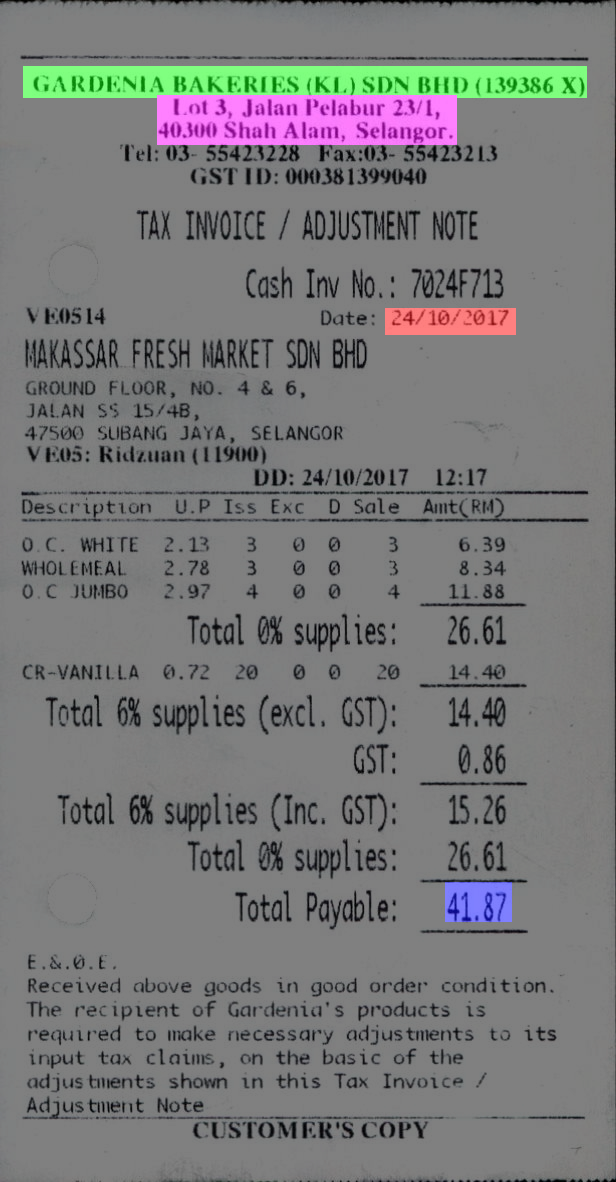 GARDENIA BAKERIES (KL) SDN BHD (139386 X)
Lot 3, Jalan Pelabur 23/1,
40300 Shah Alam, Selangor.
Tel: 03- 55423228 Fax:03- 55423213
GST ID: 000381399040
TAX INVOICE / ADJUSTMENT NOTE
Cash Inv No.: 7024F713
VE0514 Date: 24/10/2017
MAKASSAR FRESH MARKET SDN BHD
GROUND FLOOR, NO. 4 & 6,
JALAN SS 15/4B,
47500 SUBANG JAYA, SELANGOR
VE05: Ridzuan (11900)
DD: 24/10/2017 12:17
Description U.P Iss Exc D Sale Amt(RM)
O.C. WHITE 2.13 3 0 0 3 6.39
WHOLEMEAL 2.78 3 0 0 3 8.34
O.C JUMBO 2.97 4 0 0 4 11.88
Total 0% supplies: 26.61
CR-VANILLA 0.72 20 0 0 20 14.40
Total 6% supplies (excl. GST): 14.40
GST: 0.86
Total 6% supplies (Inc. GST): 15.26
Total 0% supplies: 26.61
Total Payable: 41.87
E.&.O.E.
Received above goods in good order condition.
The recipient of Gardenia's products is
required to make necessary adjustments to its
input tax claims, on the basic of the
adjustments shown in this Tax Invoice /
Adjustment Note
CUSTOMER'S COPY